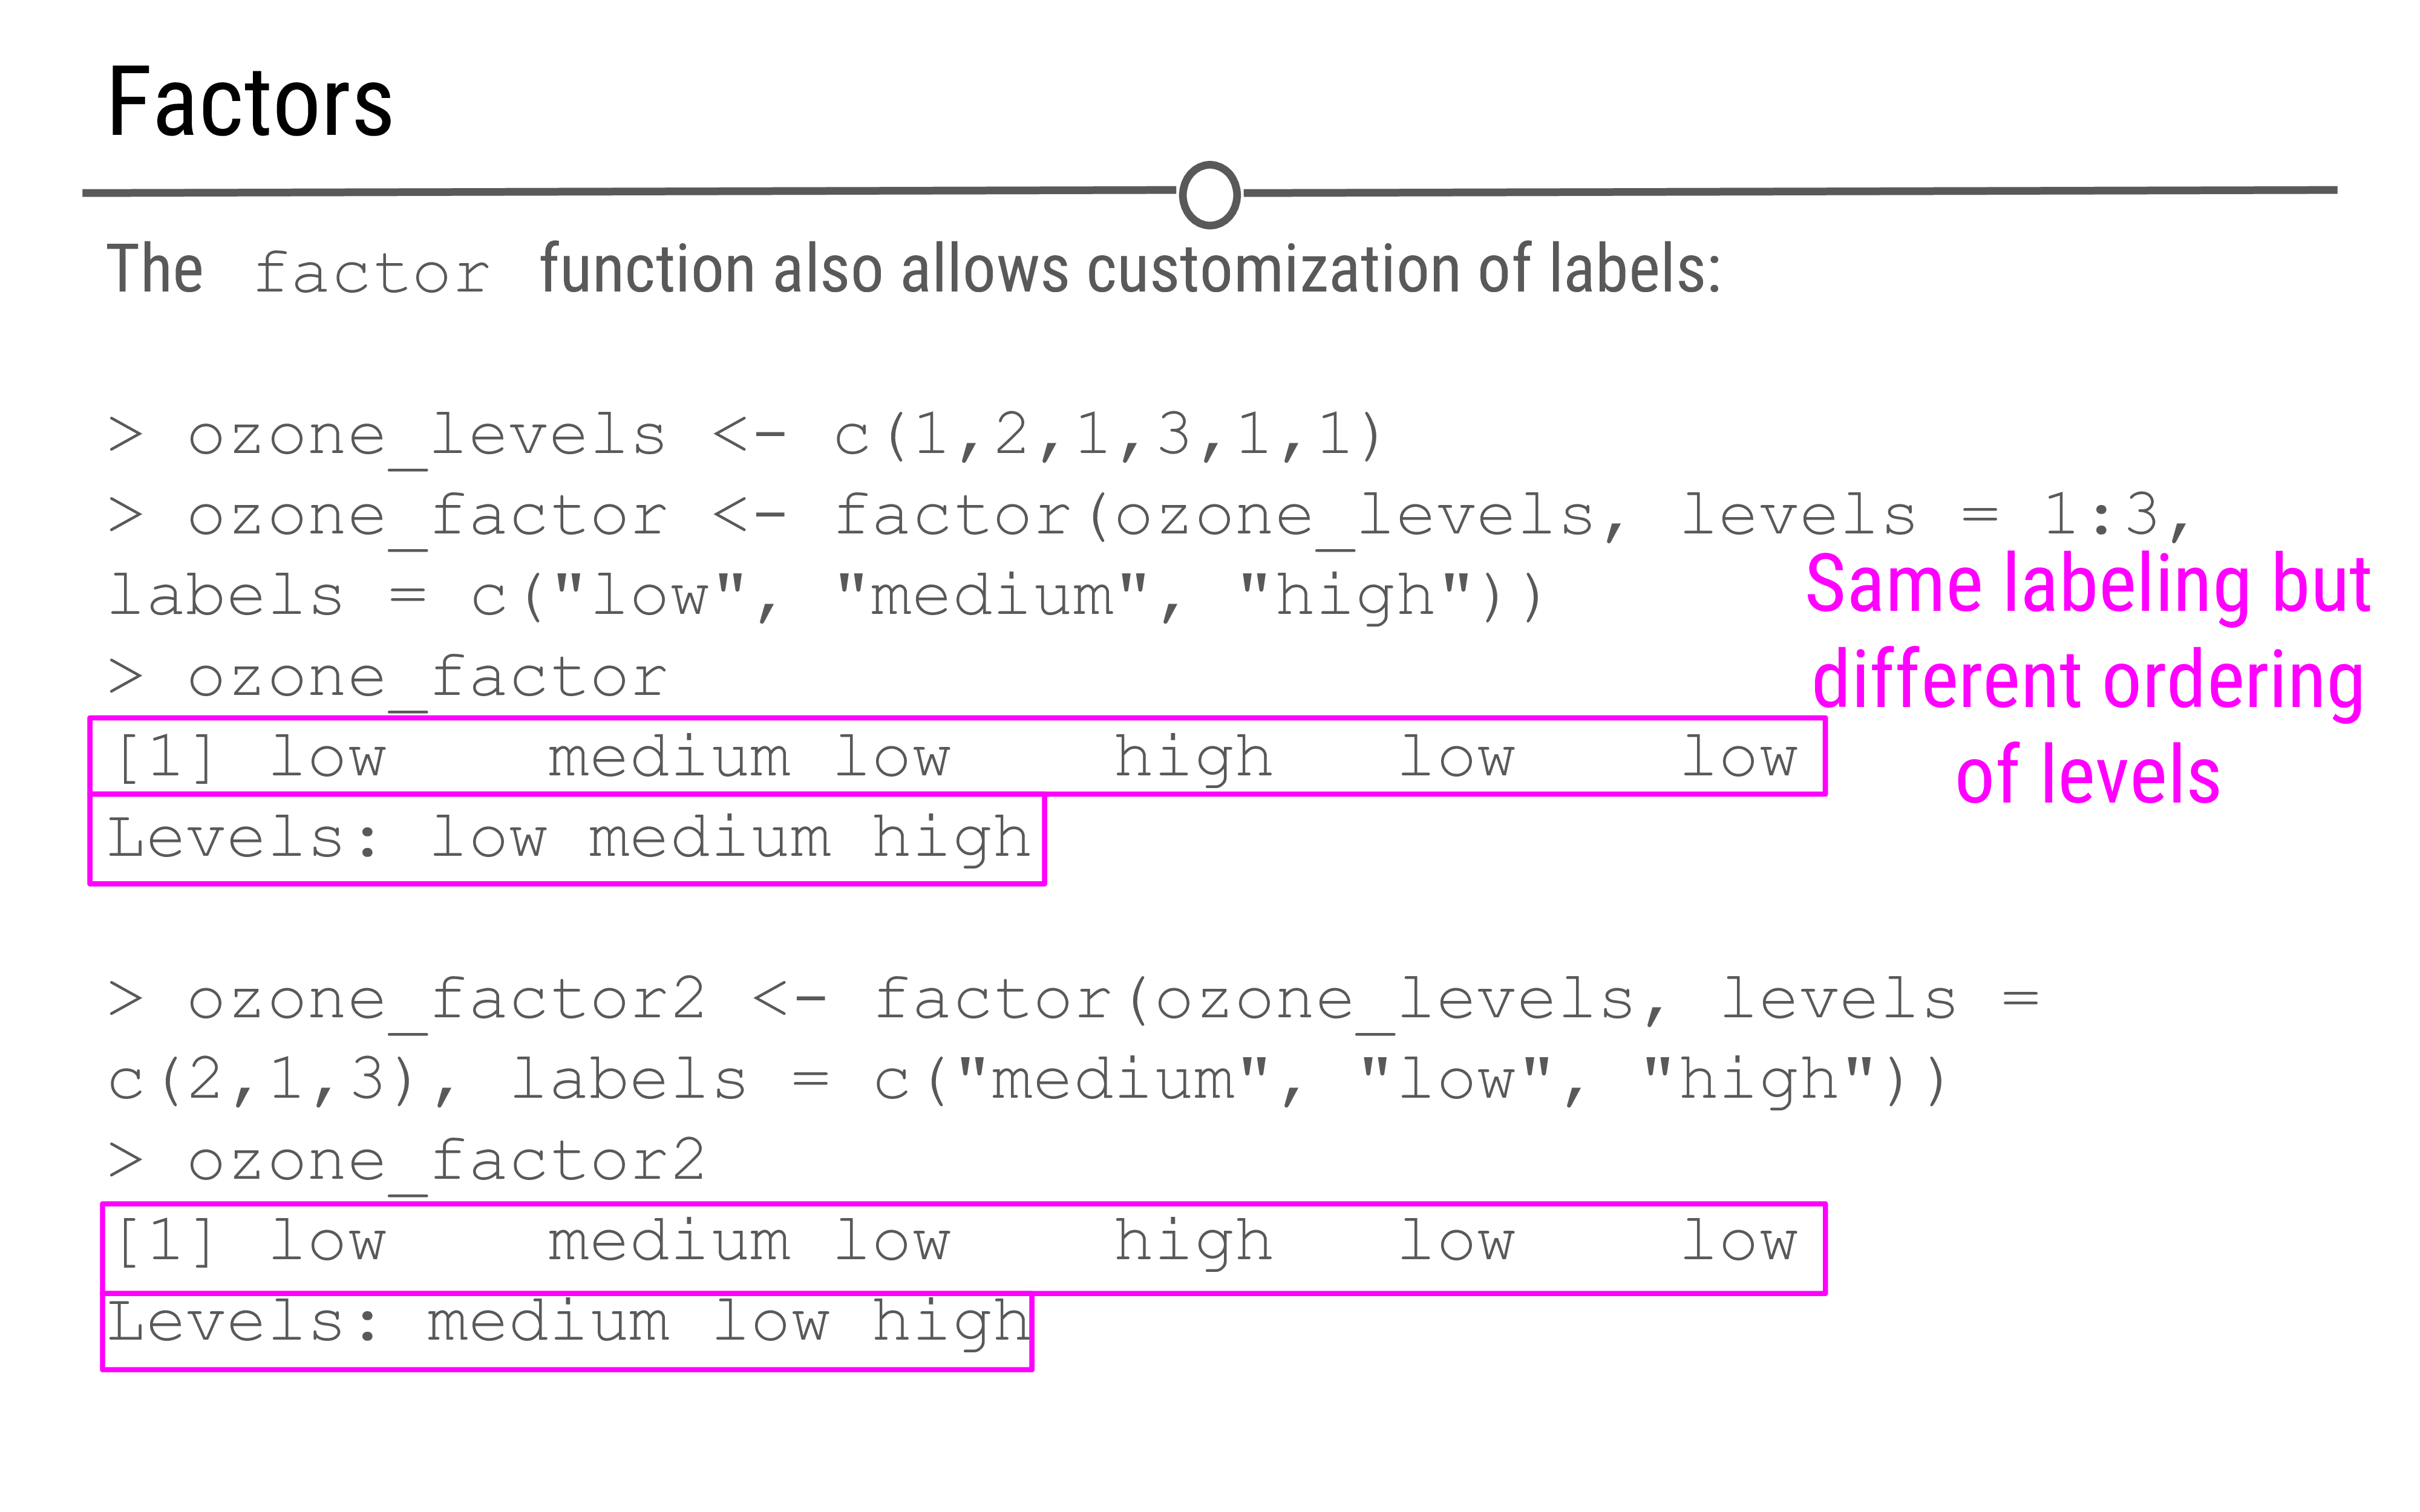 Factors
The factor function also allows customization of labels:
> ozone_levels <- c(1,2,1,3,1,1)
> ozone_factor <- factor(ozone_levels, levels = 1:3,
labels = c("low", "medium", "high"))
> ozone_factor
[1] low    medium low    high   low    low
Levels: low medium high
Same labeling but
different ordering
of levels
> ozone_factor2 <- factor(ozone_levels, levels =
c(2,1,3), labels = c("medium", "low", "high"))
> ozone_factor2
[1] low    medium low    high   low    low
Levels: medium low high